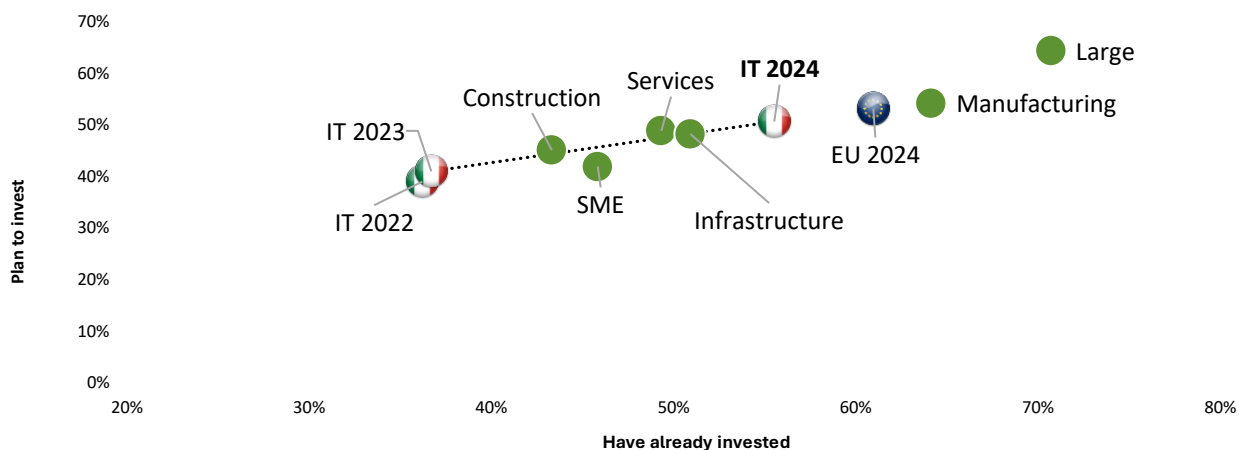 70%
60%
50%
40%
30%
20%
10%
0%
Plan to invest
IT 2023
IT 2022
Construction
SME
Services
Infrastructure
IT 2024
EU 2024
Manufacturing
Large
20%
30%
40%
50%
60%
70%
80%
Have already invested